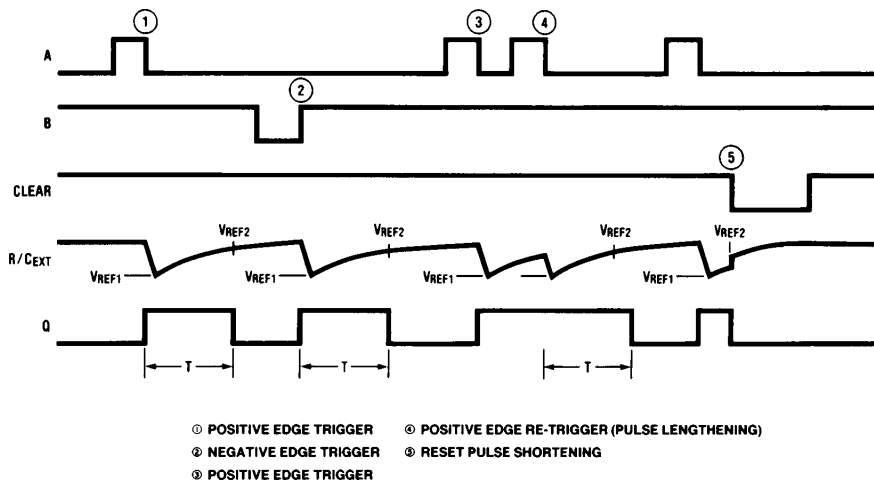 ① ③ ④
A
②
B
⑤
CLEAR
VREF2 VREF2 VREF2 VREF2
R/CEXT
VREF1 VREF1 VREF1 VREF1
Q
T T T
① POSITIVE EDGE TRIGGER ④ POSITIVE EDGE RE-TRIGGER (PULSE LENGTHENING)
② NEGATIVE EDGE TRIGGER ⑤ RESET PULSE SHORTENING
③ POSITIVE EDGE TRIGGER